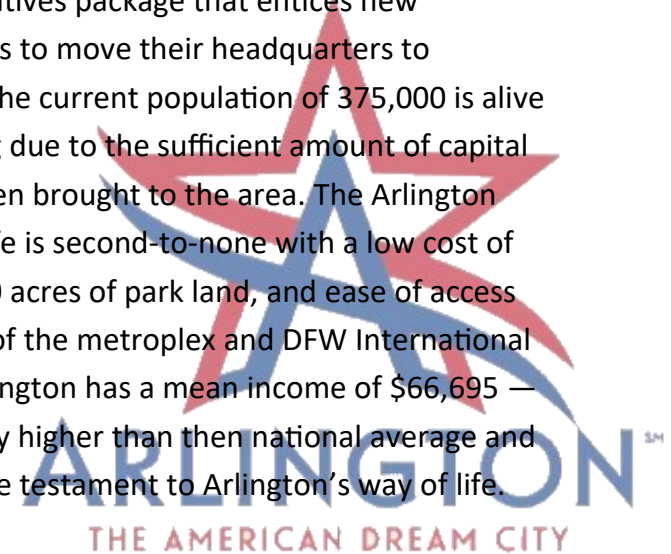 atives package that entices new
s to move their headquarters to
he current population of 375,000 is alive
due to the sufficient amount of capital
en brought to the area. The Arlington
fe is second-to-none with a low cost of
0 acres of park land, and ease of access
of the metroplex and DFW International
ington has a mean income of $66,695 —
y higher than then national average and
e testament to Arlington’s way of life.
ARLINGTON SM
THE AMERICAN DREAM CITY